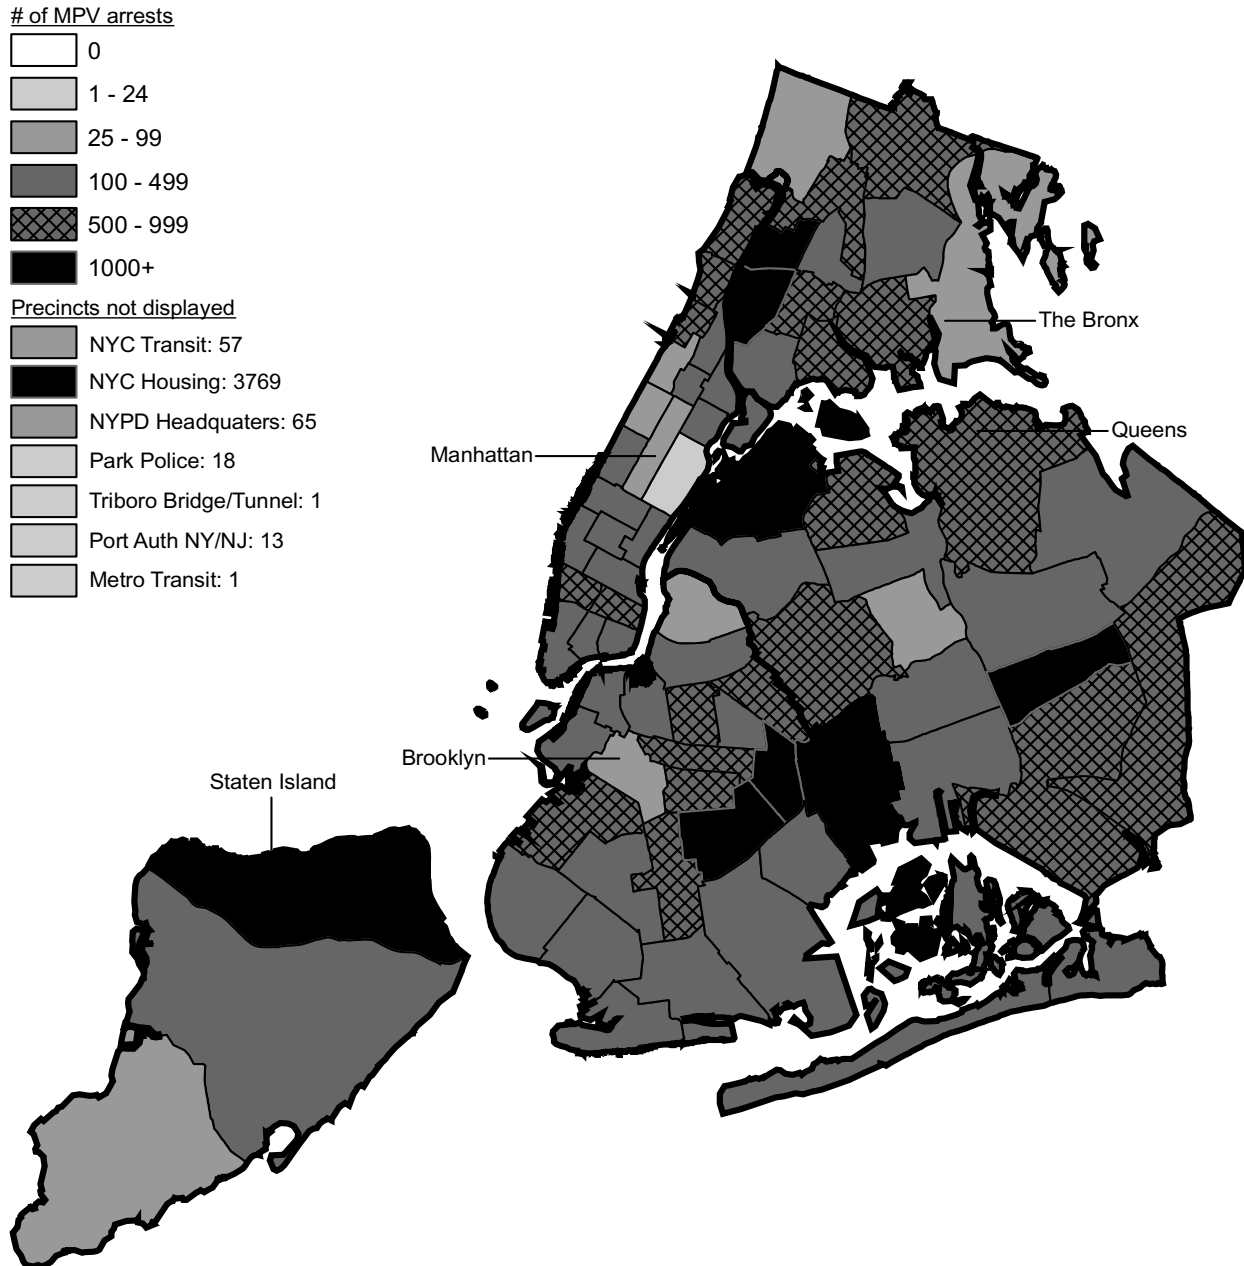 # of MPV arrests
0
1 - 24
25 - 99
100 - 499
500 - 999
1000+
Precincts not displayed
NYC Transit: 57
NYC Housing: 3769
NYPD Headquaters: 65
Park Police: 18
Triboro Bridge/Tunnel: 1
Port Auth NY/NJ: 13
Metro Transit: 1
The Bronx
Queens
Manhattan
Brooklyn
Staten Island